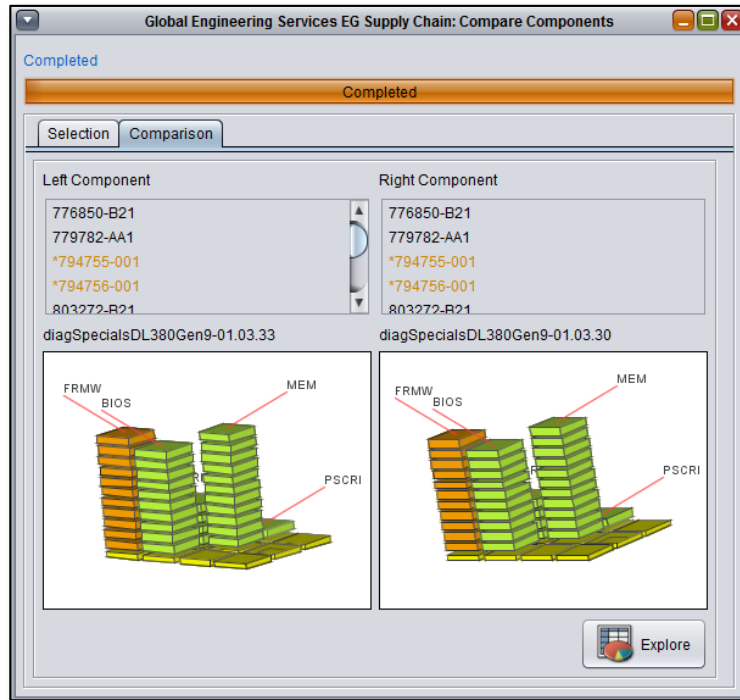 Global Engineering Services EG Supply Chain: Compare Components
Completed
Completed
Selection Comparison
Left Component Right Component
776850-B21 776850-B21
779782-AA1 779782-AA1
*794755-001 *794755-001
*794756-001 *794756-001
803272-B21 803272-B21
diagSpecialsDL380Gen9-01.03.33 diagSpecialsDL380Gen9-01.03.30
FRMW BIOS MEM PSCRI
FRMW BIOS MEM PSCRI
Explore